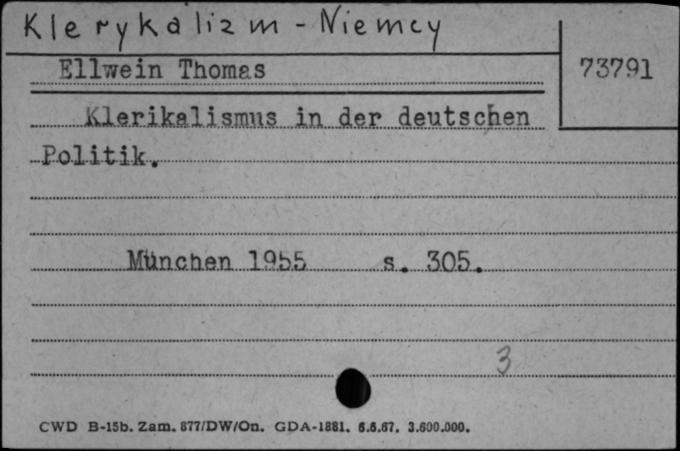 Klerykalizm - Niemcy
Ellwein Thomas
73791
Klerikalismus in der deutschen
Politik.
München 1955 s. 305.
3
CWD B-15b. Zam. 877/DW/On. GDA-1881. 6.6.67. 3.600.000.